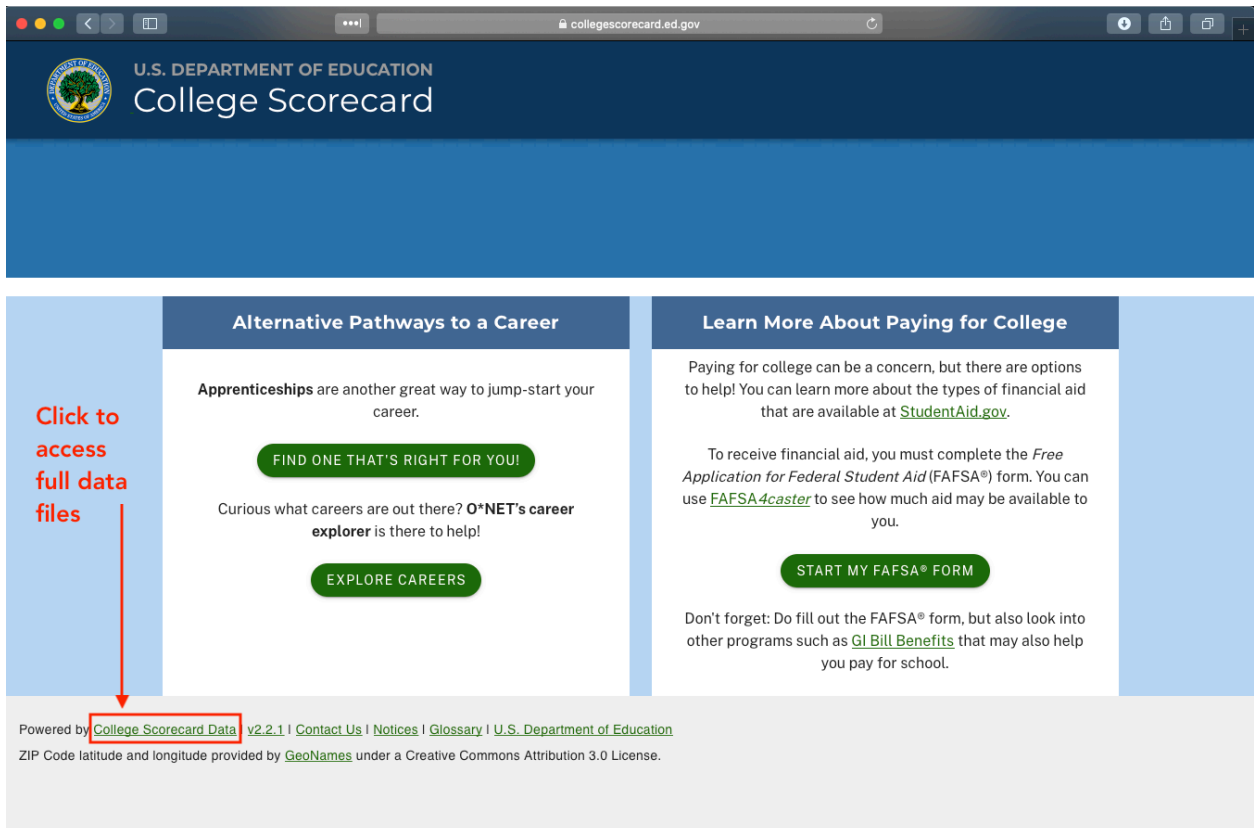 collegescorecard.ed.gov
U.S. DEPARTMENT OF EDUCATION
College Scorecard
Alternative Pathways to a Career
Apprenticeships are another great way to jump-start your
career.
FIND ONE THAT'S RIGHT FOR YOU!
Curious what careers are out there? O*NET's career
explorer is there to help!
EXPLORE CAREERS
Learn More About Paying for College
Paying for college can be a concern, but there are options
to help! You can learn more about the types of financial aid
that are available at StudentAid.gov.
To receive financial aid, you must complete the Free
Application for Federal Student Aid (FAFSA®) form. You can
use FAFSA4caster to see how much aid may be available to
you.
START MY FAFSA® FORM
Don't forget: Do fill out the FAFSA® form, but also look into
other programs such as GI Bill Benefits that may also help
you pay for school.
Click to
access
full data
files
Powered by College Scorecard Data | v2.2.1 | Contact Us | Notices | Glossary | U.S. Department of Education
ZIP Code latitude and longitude provided by GeoNames under a Creative Commons Attribution 3.0 License.